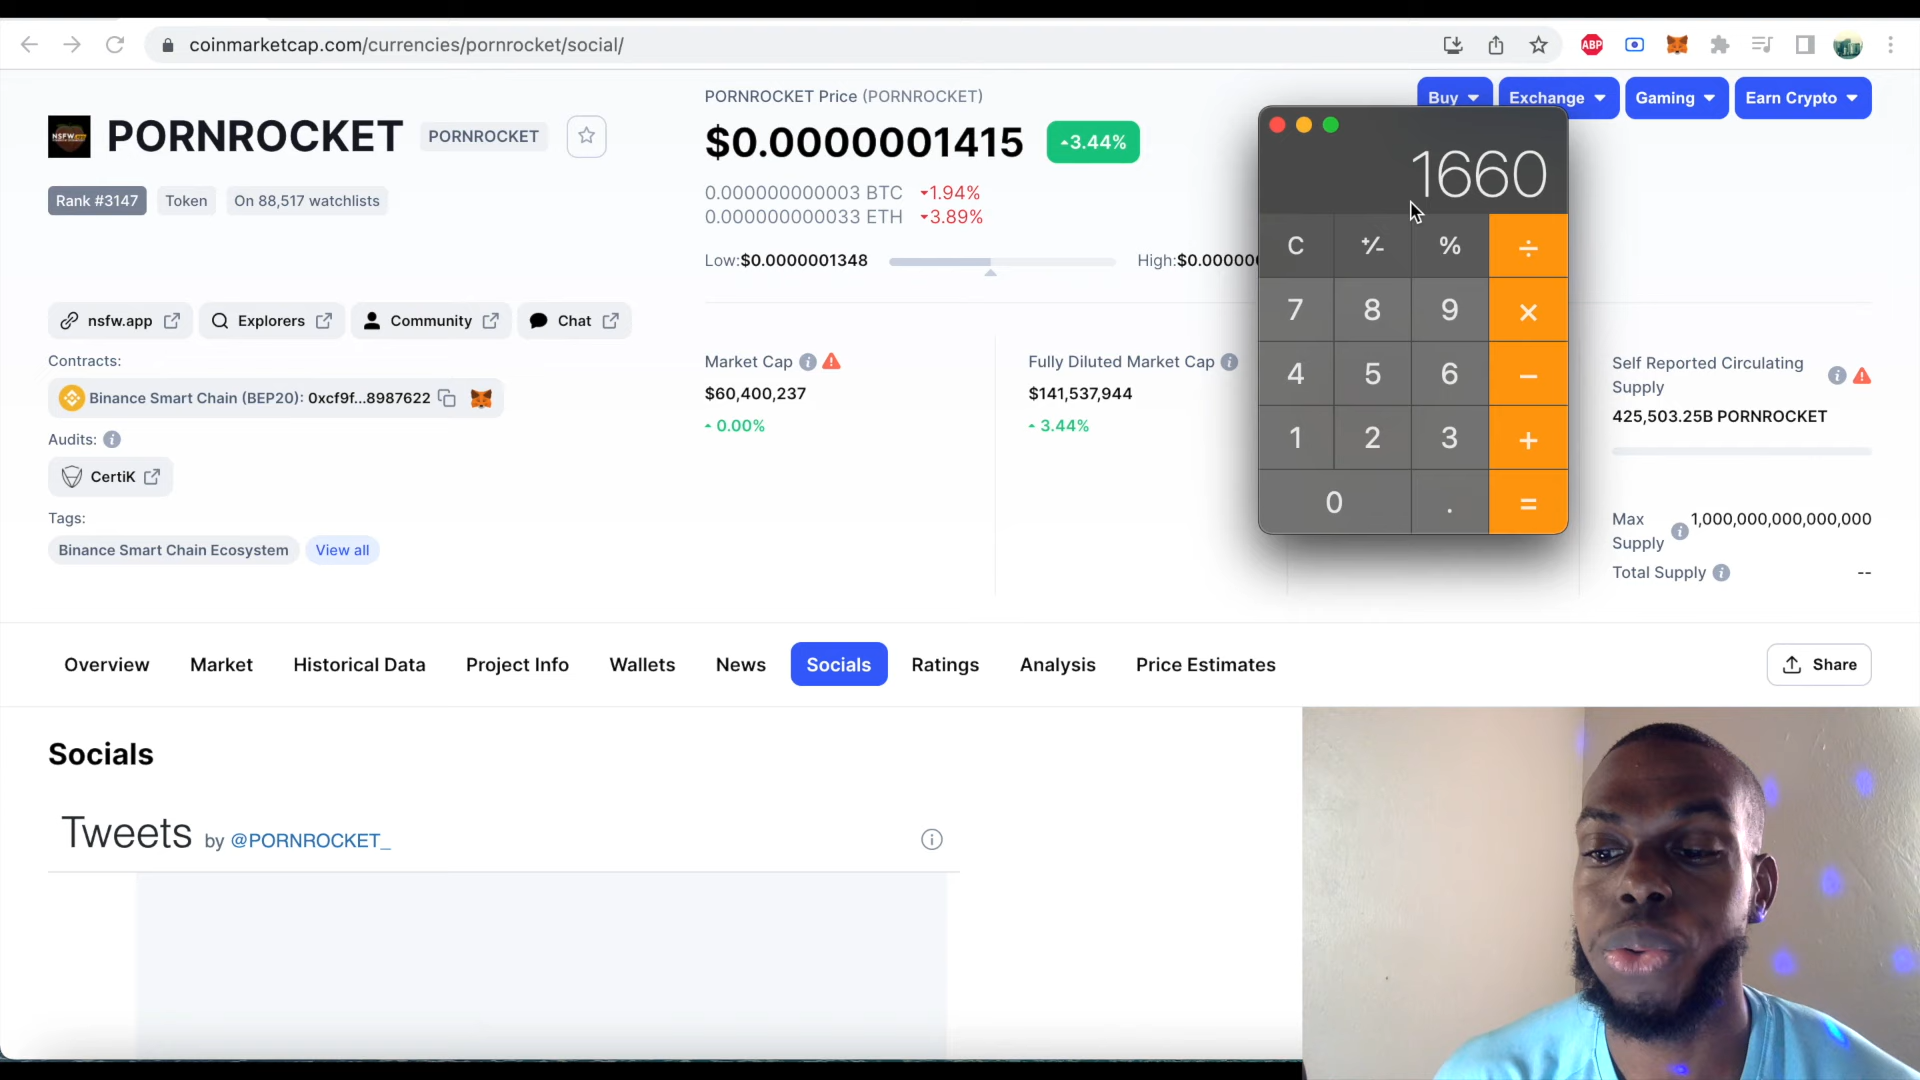 coinmarketcap.com/currencies/pornrocket/social/
ABP
NSFW
PORNROCKET PORNROCKET
Rank #3147 Token On 88,517 watchlists
nsfw.app Explorers Community Chat
Contracts:
Binance Smart Chain (BEP20): 0xcf9f...8987622
Audits:
CertiK
Tags:
Binance Smart Chain Ecosystem View all
PORNROCKET Price (PORNROCKET)
$0.0000001415 3.44%
0.000000000003 BTC 1.94%
0.000000000033 ETH 3.89%
Low:$0.0000001348 High:$0.00000
Market Cap
$60,400,237
0.00%
Fully Diluted Market Cap
$141,537,944
3.44%
Buy Exchange Gaming Earn Crypto
1660
C +/- % ÷
7 8 9 ×
4 5 6 −
1 2 3 +
0 . =
Self Reported Circulating
Supply
425,503.25B PORNROCKET
Max
Supply
1,000,000,000,000,000
Total Supply --
Overview Market Historical Data Project Info Wallets News Socials Ratings Analysis Price Estimates
Share
Socials
Tweets by @PORNROCKET_